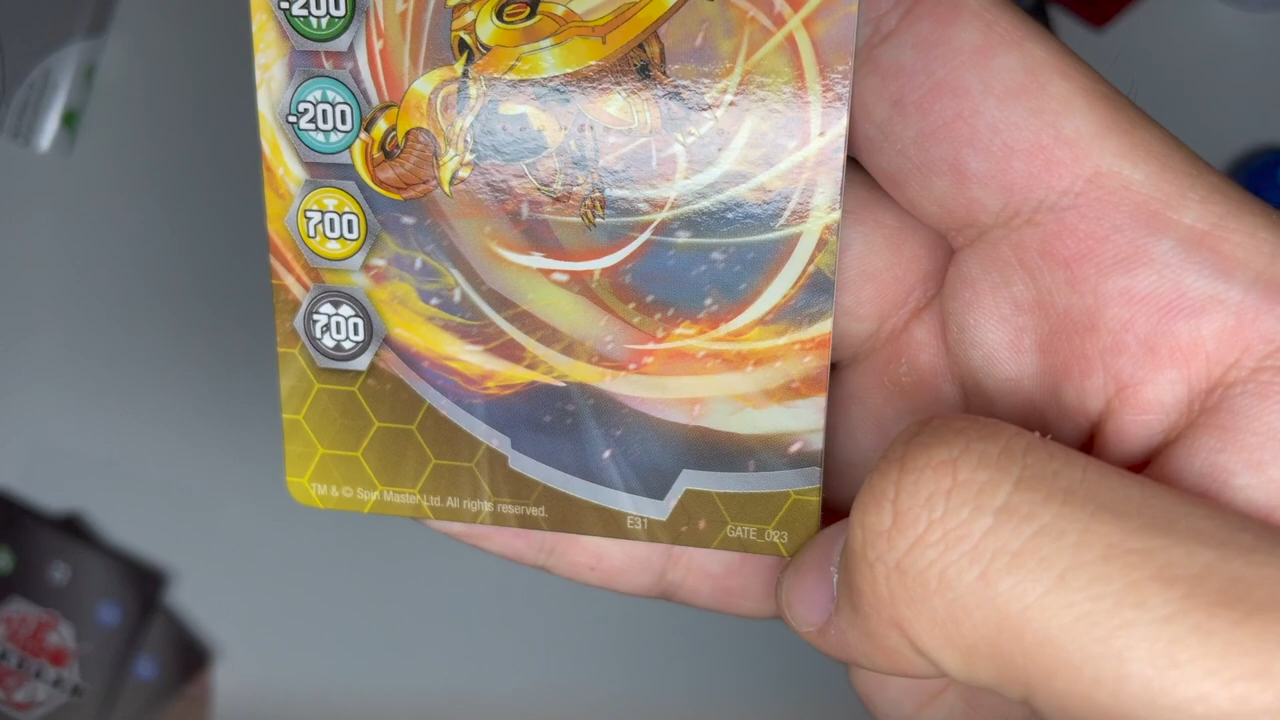 -200
-200
700
700
TM & © Spin Master Ltd. All rights reserved.
E31
GATE_023